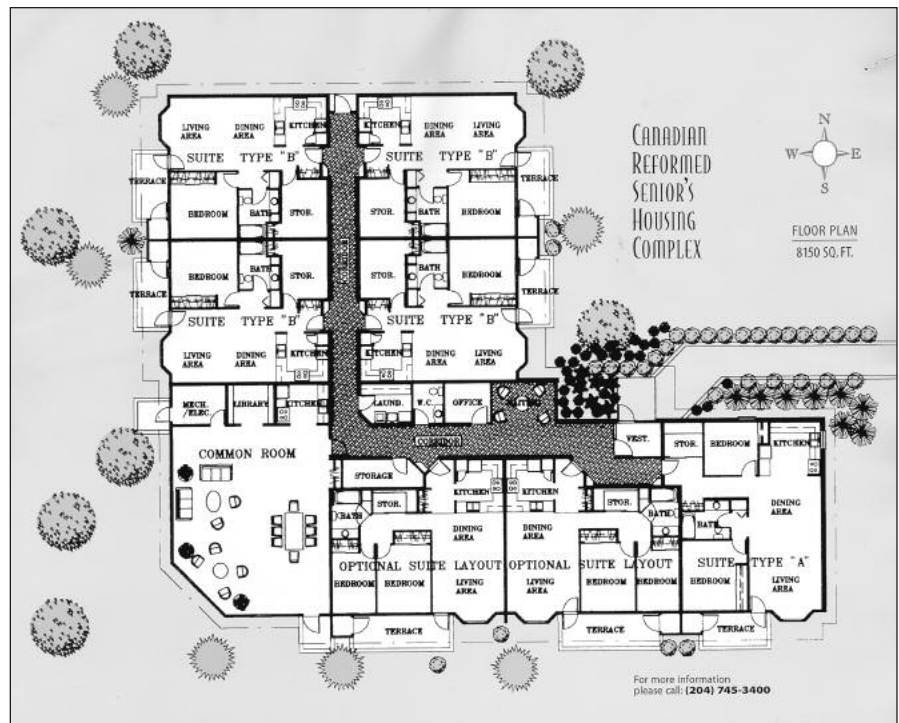 CANADIAN
REFORMED
SENIOR'S
HOUSING
COMPLEX
N
W E
S
FLOOR PLAN
8150 SQ. FT.
LIVING AREA
DINING AREA
KITCHEN
KITCHEN
DINING AREA
LIVING AREA
SUITE TYPE "B"
SUITE TYPE "B"
TERRACE
BEDROOM
BATH
STOR.
STOR.
BATH
BEDROOM
TERRACE
TERRACE
BEDROOM
BATH
STOR.
STOR.
BATH
BEDROOM
TERRACE
SUITE TYPE "B"
SUITE TYPE "B"
LIVING AREA
DINING AREA
KITCHEN
KITCHEN
DINING AREA
LIVING AREA
MECH. /ELEC.
LIBRARY
KITCHEN
LAUND.
W.C.
OFFICE
COMMON ROOM
CORRIDOR
VEST.
STOR.
BEDROOM
KITCHEN
STORAGE
KITCHEN
KITCHEN
BATH
STOR.
DINING AREA
DINING AREA
STOR.
BATH
BATH
DINING AREA
OPTIONAL SUITE LAYOUT
OPTIONAL SUITE LAYOUT
SUITE TYPE "A"
BEDROOM
BEDROOM
LIVING AREA
LIVING AREA
BEDROOM
BEDROOM
BEDROOM
LIVING AREA
TERRACE
TERRACE
TERRACE
For more information
please call: (204) 745-3400